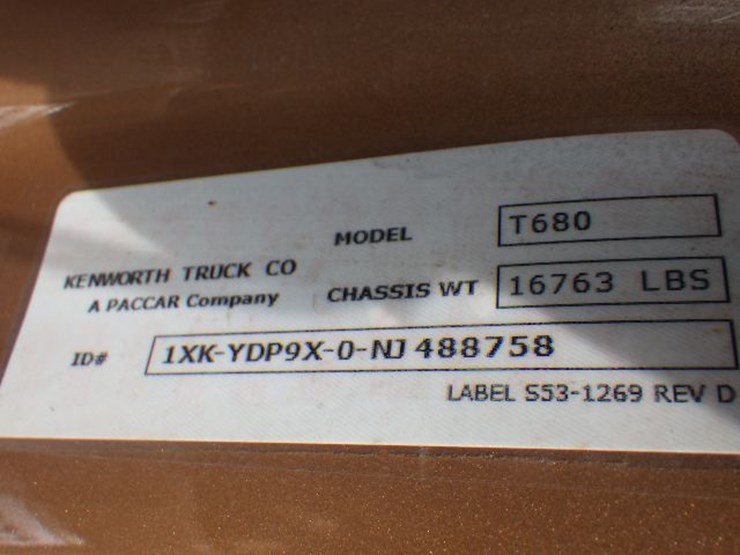 MODEL T680
KENWORTH TRUCK CO
A PACCAR Company
CHASSIS WT 16763 LBS
ID# 1XK-YDP9X-0-NJ 488758
LABEL S53-1269 REV D